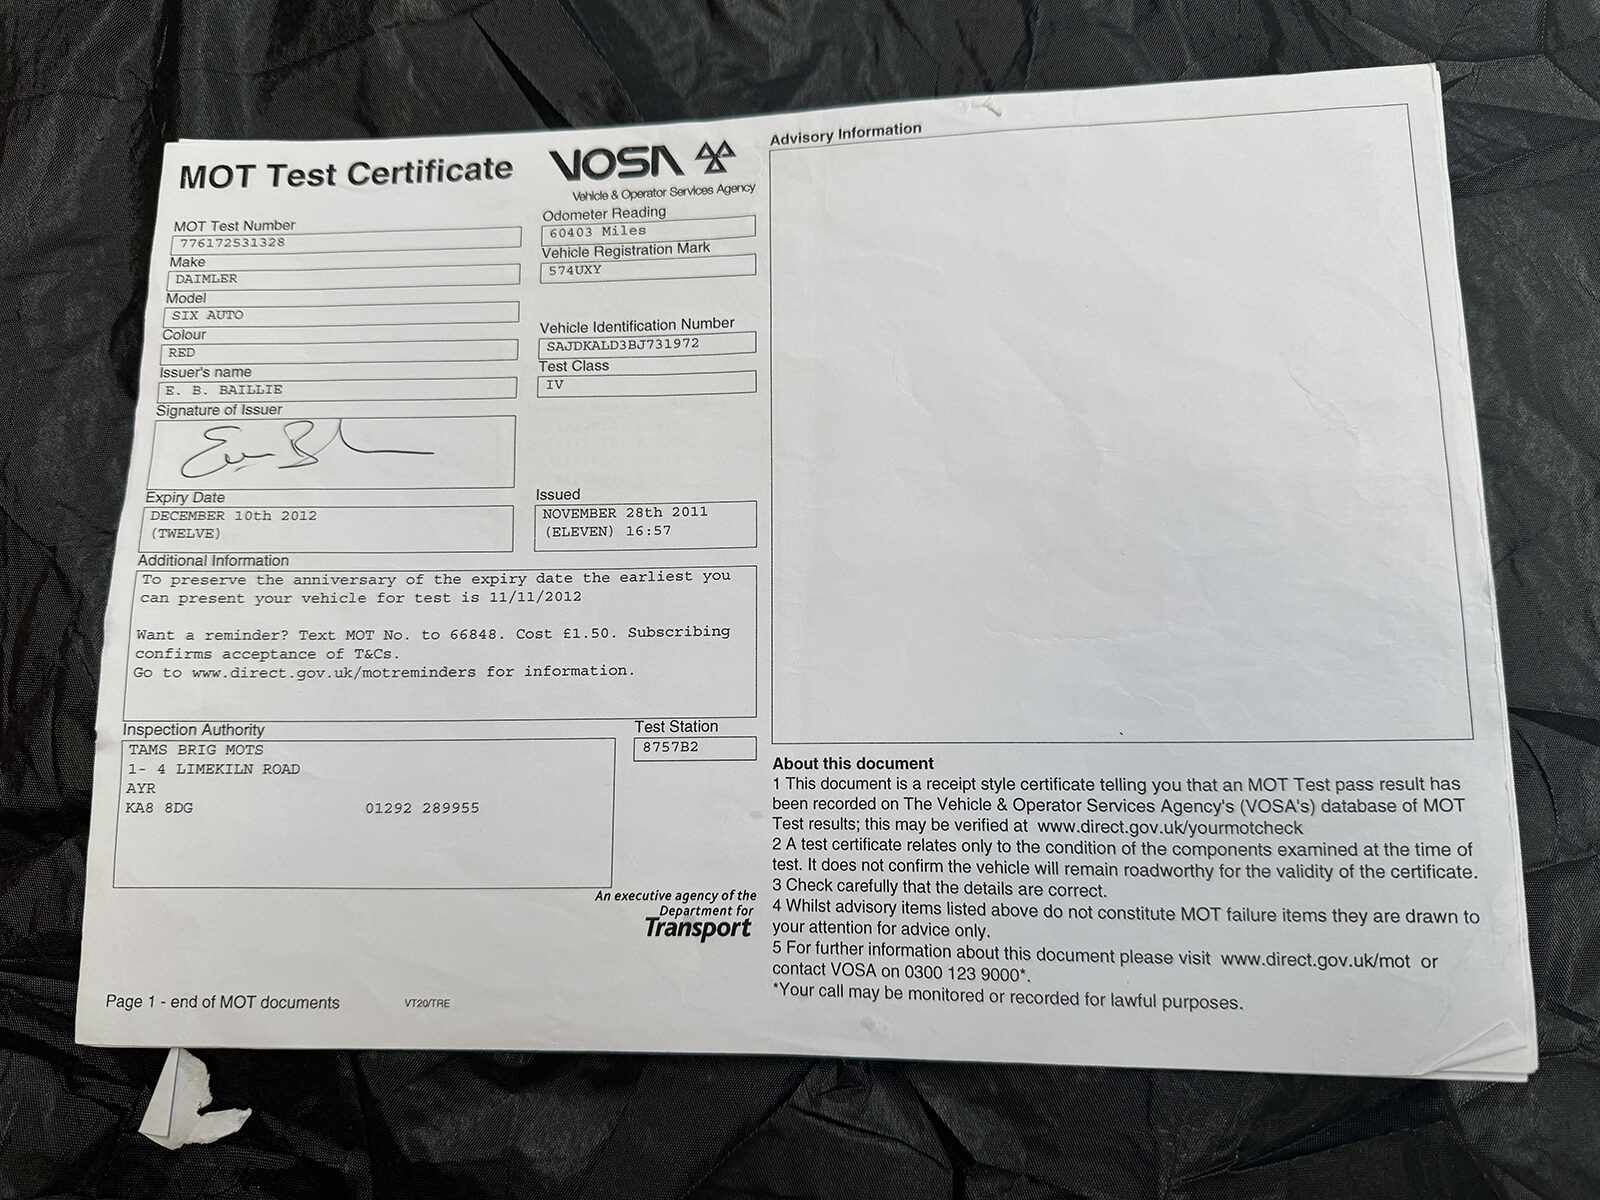 MOT Test Certificate
VOSA
Vehicle & Operator Services Agency
MOT Test Number
776172531328
Make
DAIMLER
Model
SIX AUTO
Colour
RED
Issuer's name
E. B. BAILLIE
Signature of Issuer
Odometer Reading
60403 Miles
Vehicle Registration Mark
574UXY
Vehicle Identification Number
SAJDKALD3BJ731972
Test Class
IV
Expiry Date
DECEMBER 10th 2012
(TWELVE)
Issued
NOVEMBER 28th 2011
(ELEVEN) 16:57
Additional Information
To preserve the anniversary of the expiry date the earliest you
can present your vehicle for test is 11/11/2012
Want a reminder? Text MOT No. to 66848. Cost £1.50. Subscribing
confirms acceptance of T&Cs.
Go to www.direct.gov.uk/motreminders for information.
Inspection Authority
TAMS BRIG MOTS
1- 4 LIMEKILN ROAD
AYR
KA8 8DG 01292 289955
Test Station
8757B2
An executive agency of the
Department for
Transport
Page 1 - end of MOT documents
VT20/TRE
Advisory Information
About this document
1 This document is a receipt style certificate telling you that an MOT Test pass result has
been recorded on The Vehicle & Operator Services Agency's (VOSA's) database of MOT
Test results; this may be verified at www.direct.gov.uk/yourmotcheck
2 A test certificate relates only to the condition of the components examined at the time of
test. It does not confirm the vehicle will remain roadworthy for the validity of the certificate.
3 Check carefully that the details are correct.
4 Whilst advisory items listed above do not constitute MOT failure items they are drawn to
your attention for advice only.
5 For further information about this document please visit www.direct.gov.uk/mot or
contact VOSA on 0300 123 9000*.
*Your call may be monitored or recorded for lawful purposes.